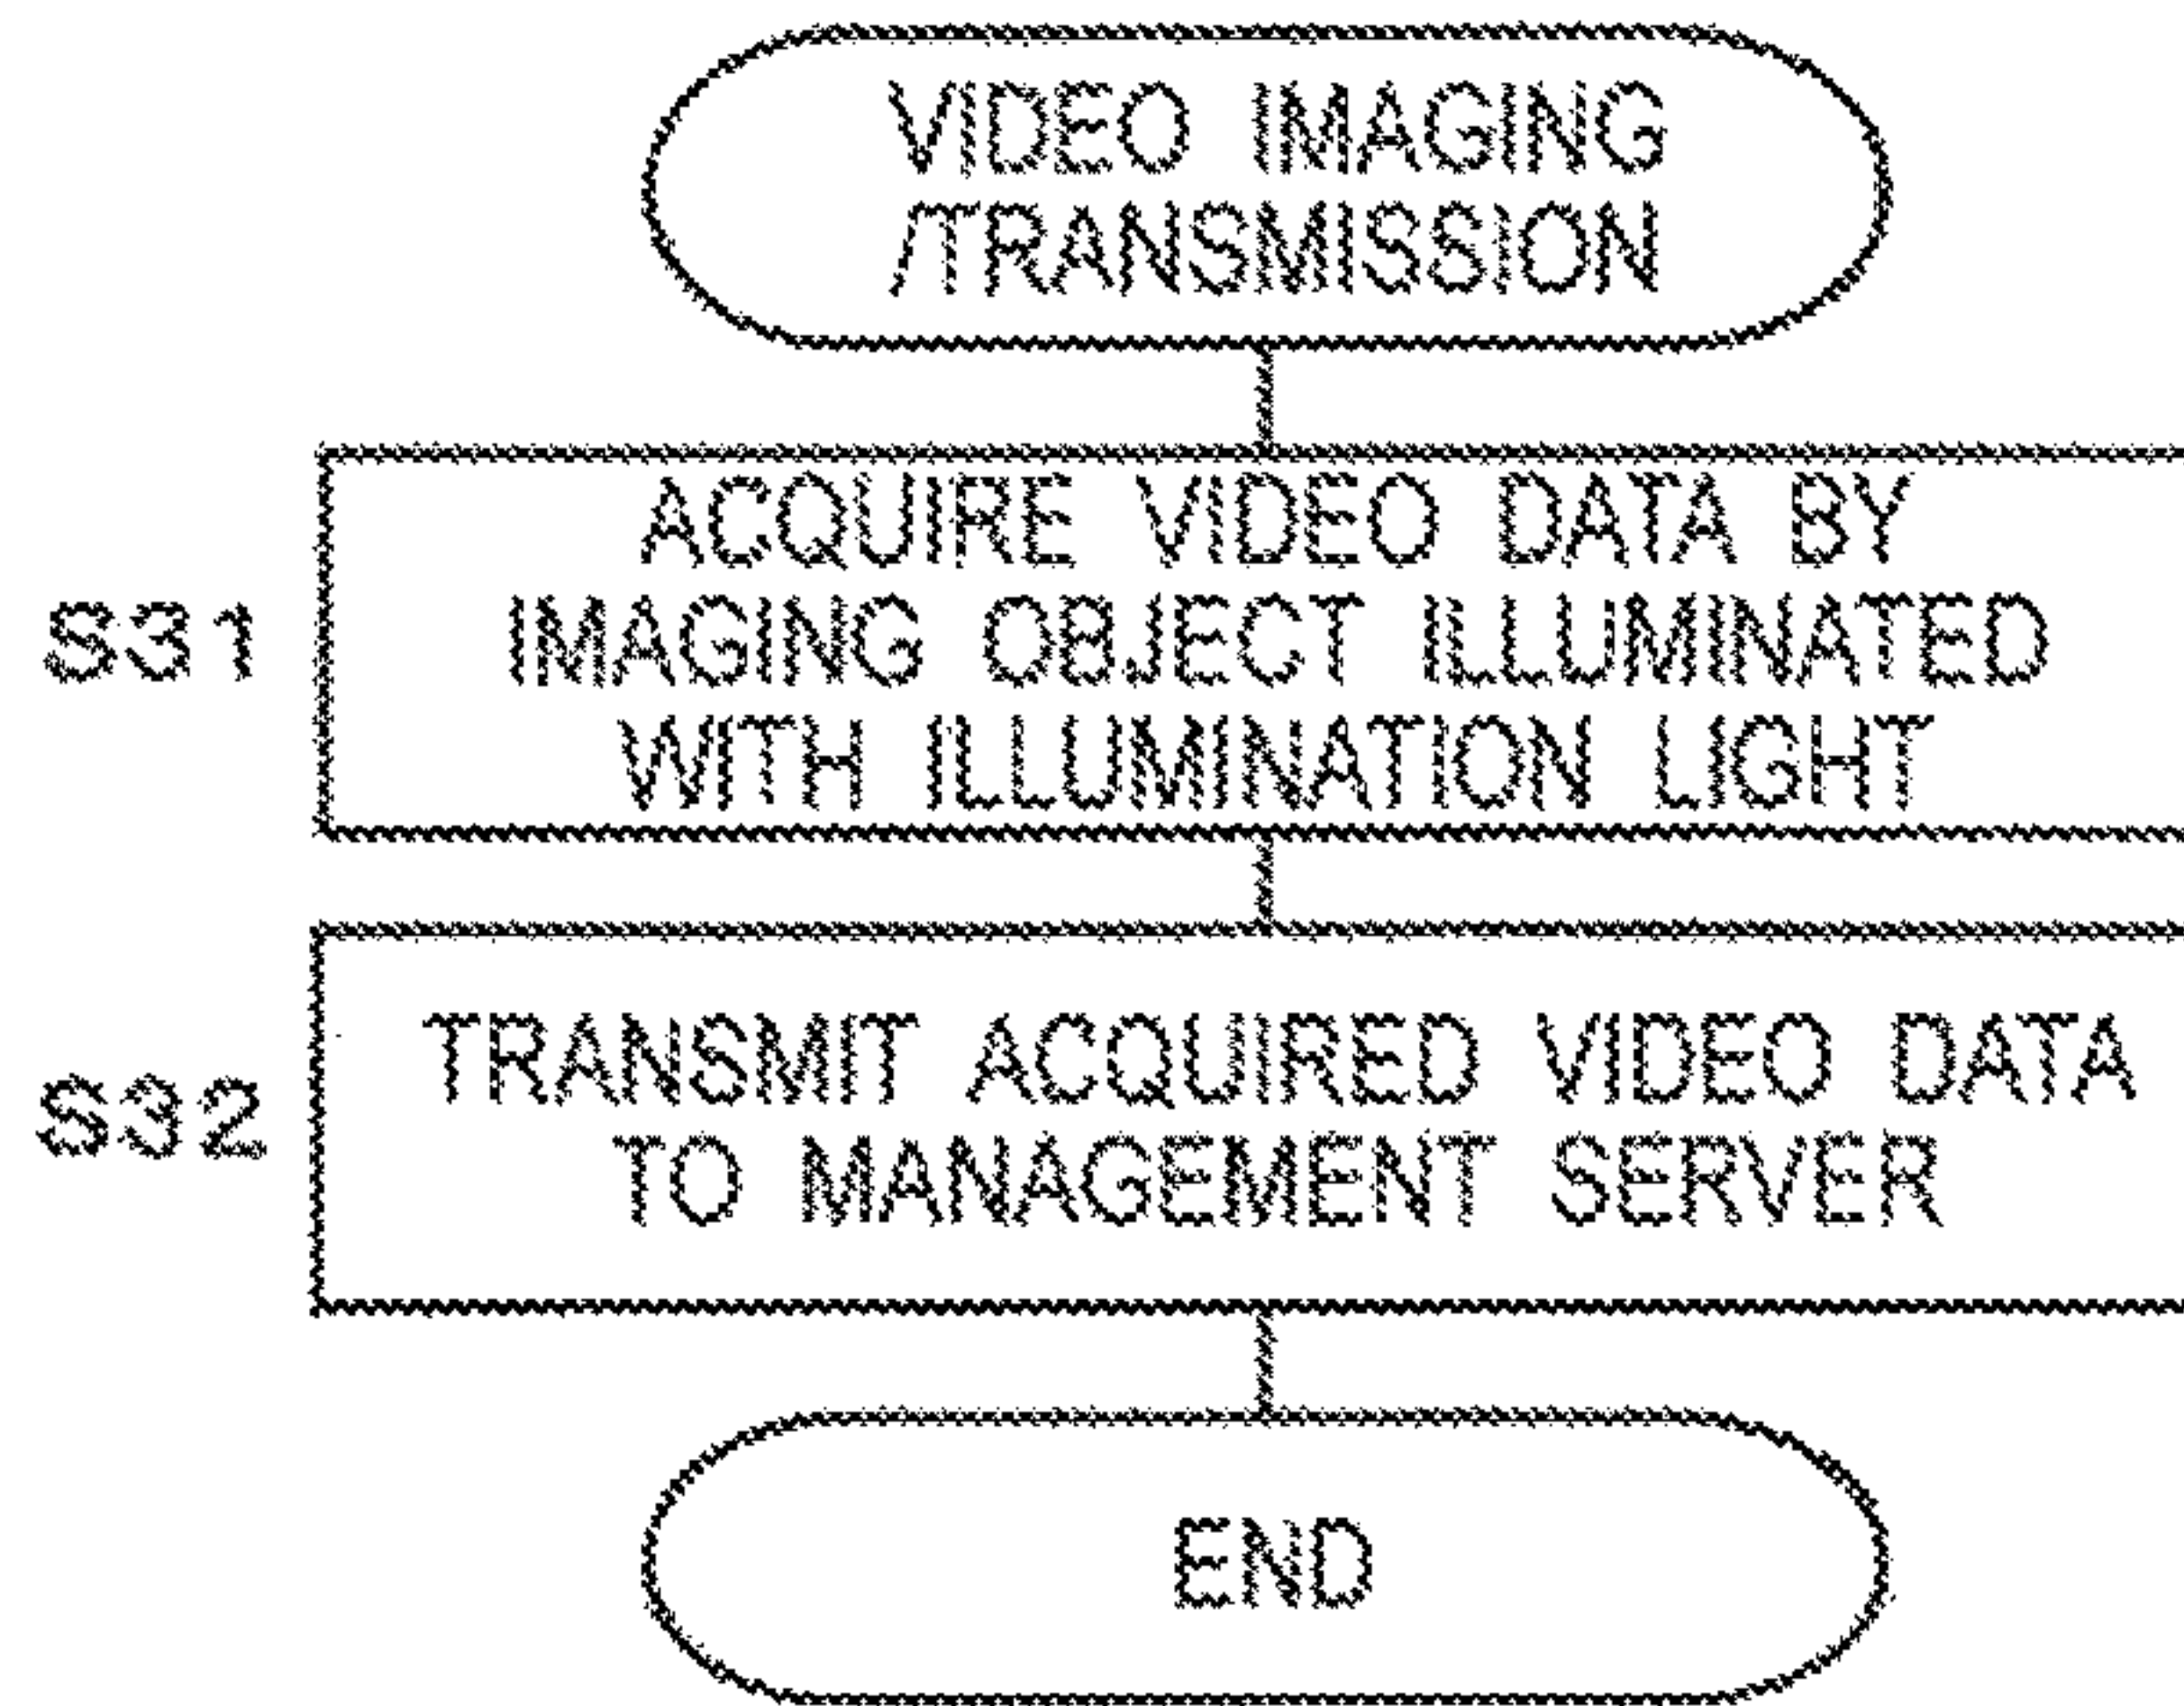 VIDEO IMAGING
/TRANSMISSION
S31
ACQUIRE VIDEO DATA BY
IMAGING OBJECT ILLUMINATED
WITH ILLUMINATION LIGHT
S32
TRANSMIT ACQUIRED VIDEO DATA
TO MANAGEMENT SERVER
END